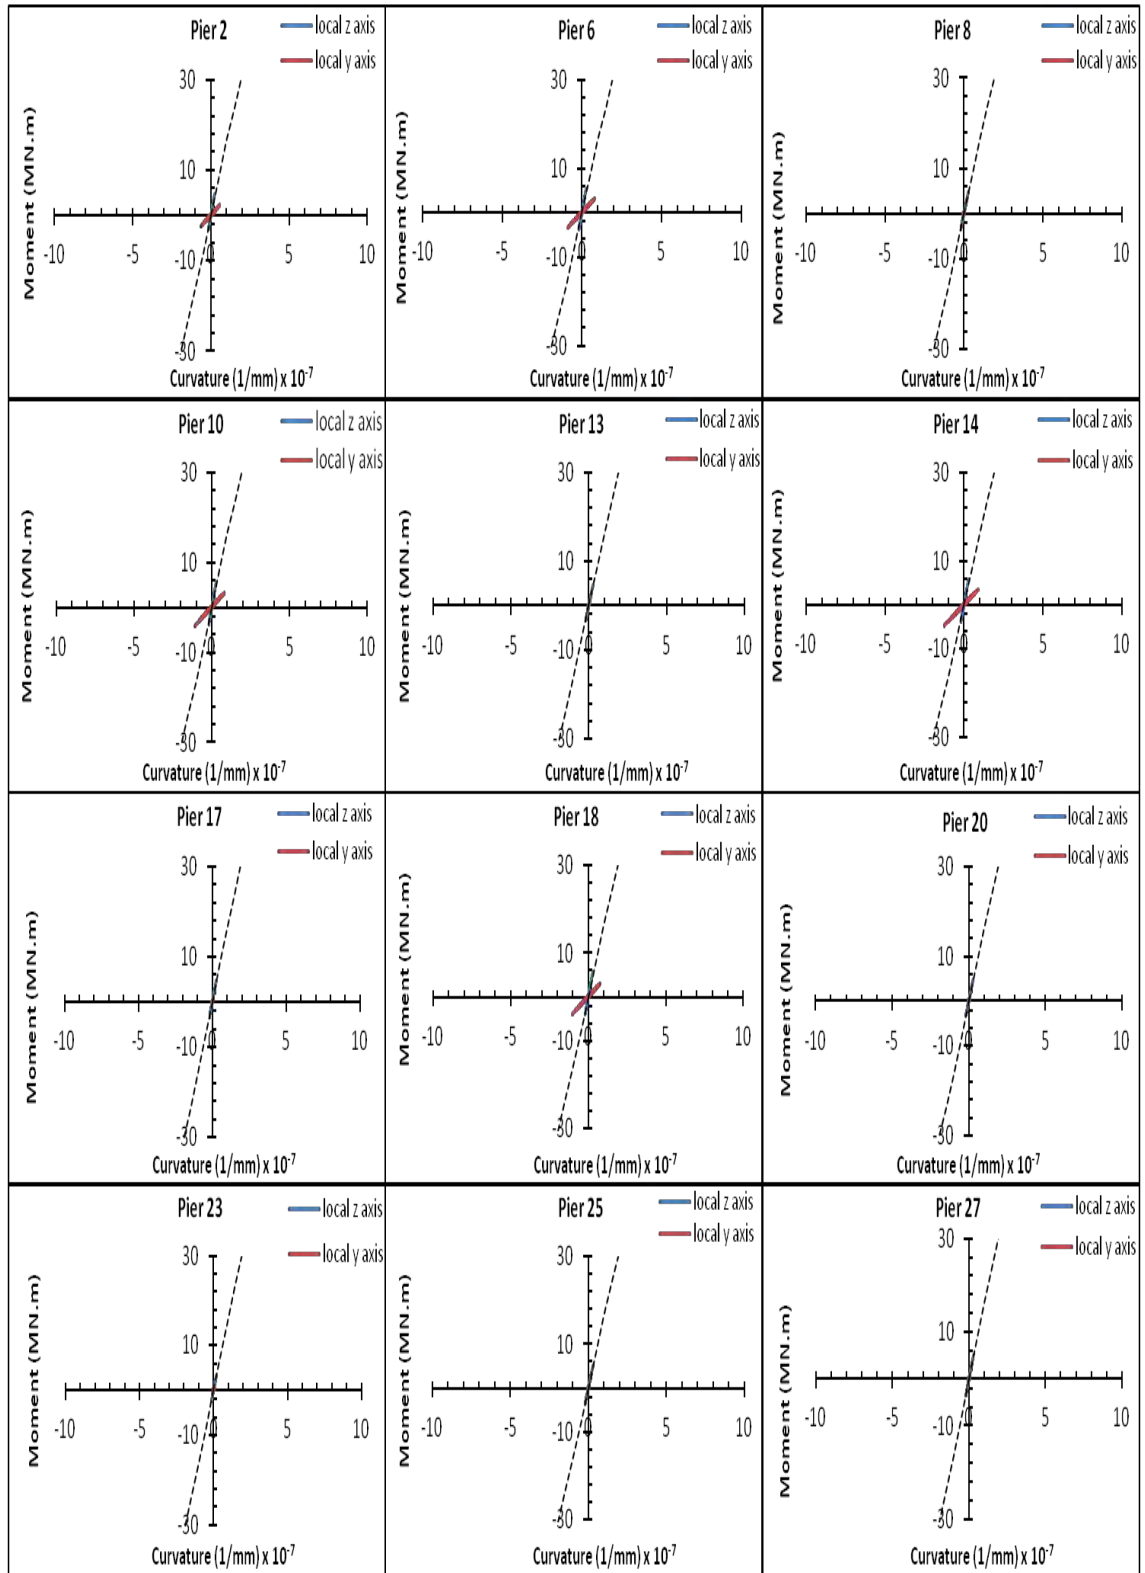 Pier 2
local z axis
local y axis
Moment (MN.m)
30
10
-10
-5
0
5
10
-10
-30
Curvature (1/mm) x 10-7
Pier 6
local z axis
local y axis
Moment (MN.m)
30
10
-10
-5
0
5
10
-10
-30
Curvature (1/mm) x 10-7
Pier 8
local z axis
local y axis
Moment (MN.m)
30
10
-10
-5
0
5
10
-10
-30
Curvature (1/mm) x 10-7
Pier 10
local z axis
local y axis
Moment (MN.m)
30
10
-10
-5
0
5
10
-10
-30
Curvature (1/mm) x 10-7
Pier 13
local z axis
local y axis
Moment (MN.m)
30
10
-10
-5
0
5
10
-10
-30
Curvature (1/mm) x 10-7
Pier 14
local z axis
local y axis
Moment (MN.m)
30
10
-10
-5
0
5
10
-10
-30
Curvature (1/mm) x 10-7
Pier 17
local z axis
local y axis
Moment (MN.m)
30
10
-10
-5
0
5
10
-10
-30
Curvature (1/mm) x 10-7
Pier 18
local z axis
local y axis
Moment (MN.m)
30
10
-10
-5
0
5
10
-10
-30
Curvature (1/mm) x 10-7
Pier 20
local z axis
local y axis
Moment (MN.m)
30
10
-10
-5
0
5
10
-10
-30
Curvature (1/mm) x 10-7
Pier 23
local z axis
local y axis
Moment (MN.m)
30
10
-10
-5
0
5
10
-10
-30
Curvature (1/mm) x 10-7
Pier 25
local z axis
local y axis
Moment (MN.m)
30
10
-10
-5
0
5
10
-10
-30
Curvature (1/mm) x 10-7
Pier 27
local z axis
local y axis
Moment (MN.m)
30
10
-10
-5
0
5
10
-10
-30
Curvature (1/mm) x 10-7